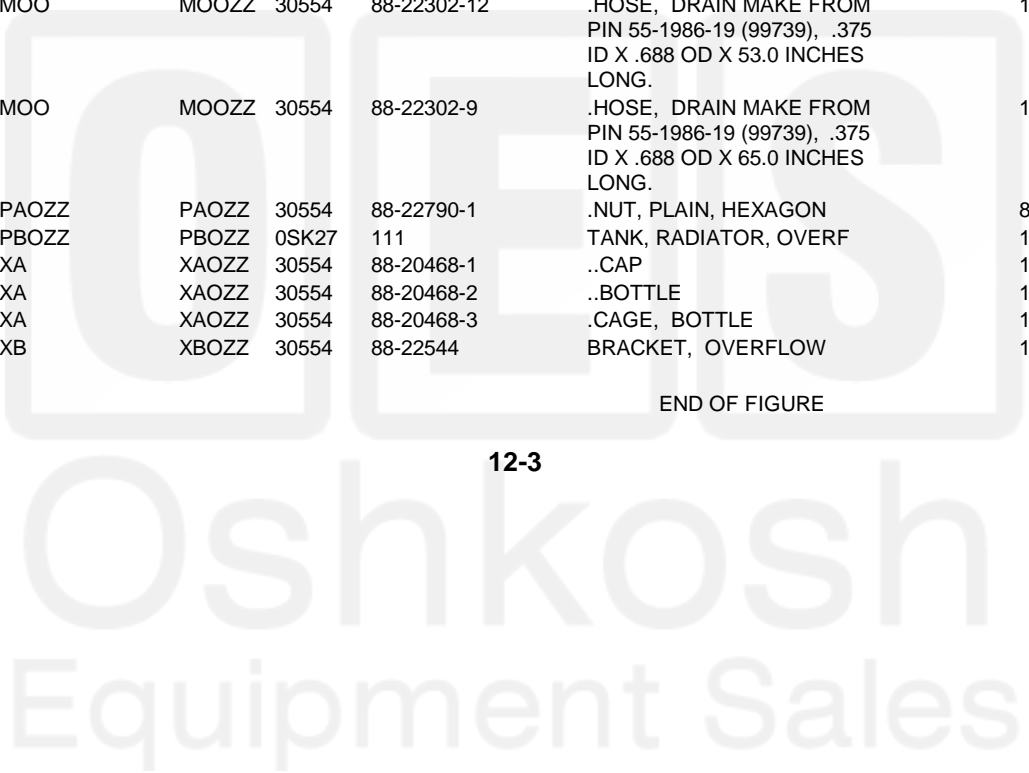 MOO MOOZZ 30554 88-22302-12 .HOSE, DRAIN MAKE FROM 1
PIN 55-1986-19 (99739), .375
ID X .688 OD X 53.0 INCHES
LONG.
MOO MOOZZ 30554 88-22302-9 .HOSE, DRAIN MAKE FROM 1
PIN 55-1986-19 (99739), .375
ID X .688 OD X 65.0 INCHES
LONG.
PAOZZ PAOZZ 30554 88-22790-1 .NUT, PLAIN, HEXAGON 8
PBOZZ PBOZZ 0SK27 111 TANK, RADIATOR, OVERF 1
XA XAOZZ 30554 88-20468-1 ..CAP 1
XA XAOZZ 30554 88-20468-2 ..BOTTLE 1
XA XAOZZ 30554 88-20468-3 .CAGE, BOTTLE 1
XB XBOZZ 30554 88-22544 BRACKET, OVERFLOW 1
END OF FIGURE
12-3
OES
Oshkosh
Equipment Sales